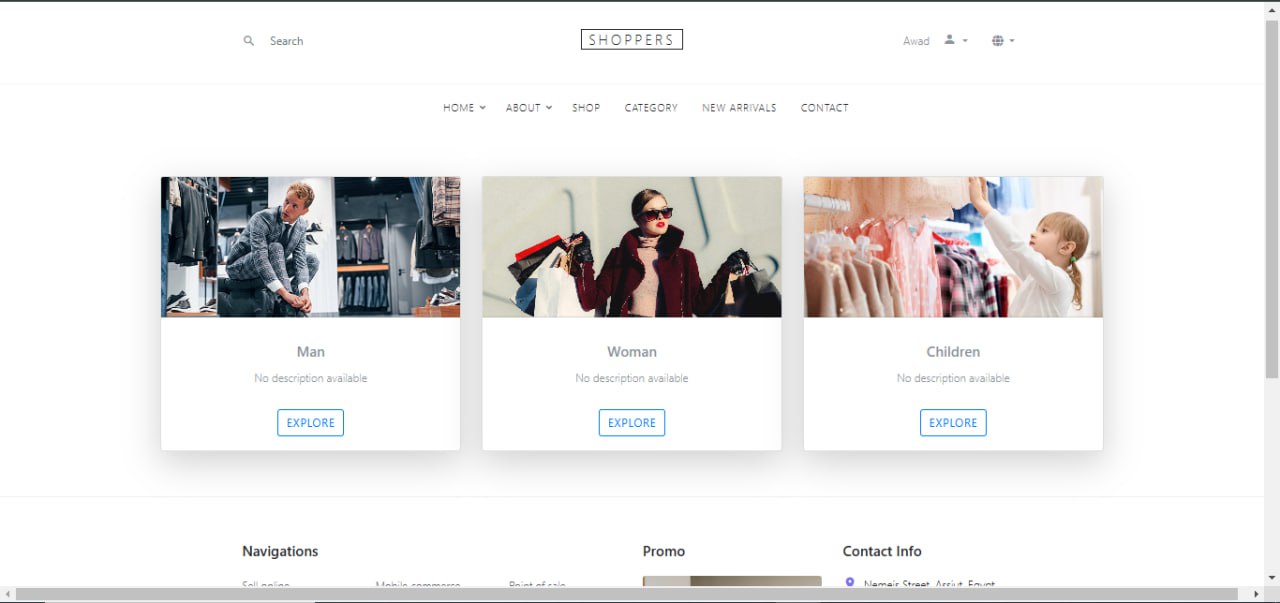 Search
SHOPPERS
Awad
HOME ABOUT SHOP CATEGORY NEW ARRIVALS CONTACT
Man
No description available
EXPLORE
Woman
No description available
EXPLORE
Children
No description available
EXPLORE
Navigations
Sell online Mobile commerce Point of sale
Promo
Contact Info
Nemeis Street, Assiut, Egypt